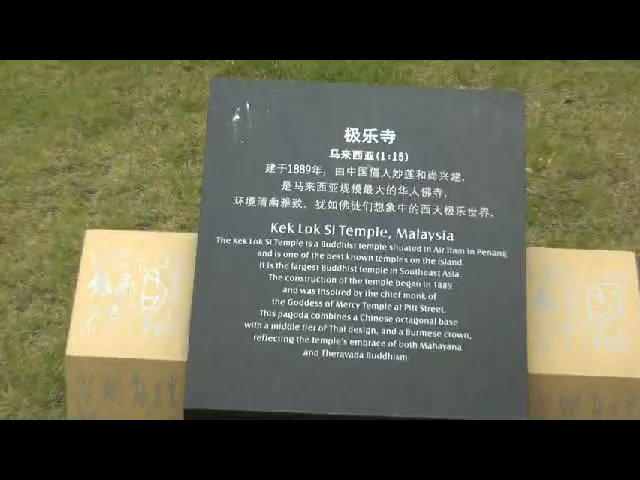 极乐寺
马来西亚(1:15)
建于1889年，由中国僧人妙莲和尚兴建，
是马来西亚规模最大的华人佛寺，
环境清幽雅致，犹如佛徒们想象中的西天极乐世界。
Kek Lok Si Temple, Malaysia
The Kek Lok Si Temple is a Buddhist temple situated in Air Itam in Penang
and is one of the best known temples on the island.
It is the largest Buddhist temple in Southeast Asia.
The construction of the temple began in 1889
and was inspired by the chief monk of
the Goddess of Mercy Temple at Pitt Street.
This pagoda combines a Chinese octagonal base
with a middle tier of Thai design, and a Burmese crown,
reflecting the temple's embrace of both Mahayana
and Theravada Buddhism